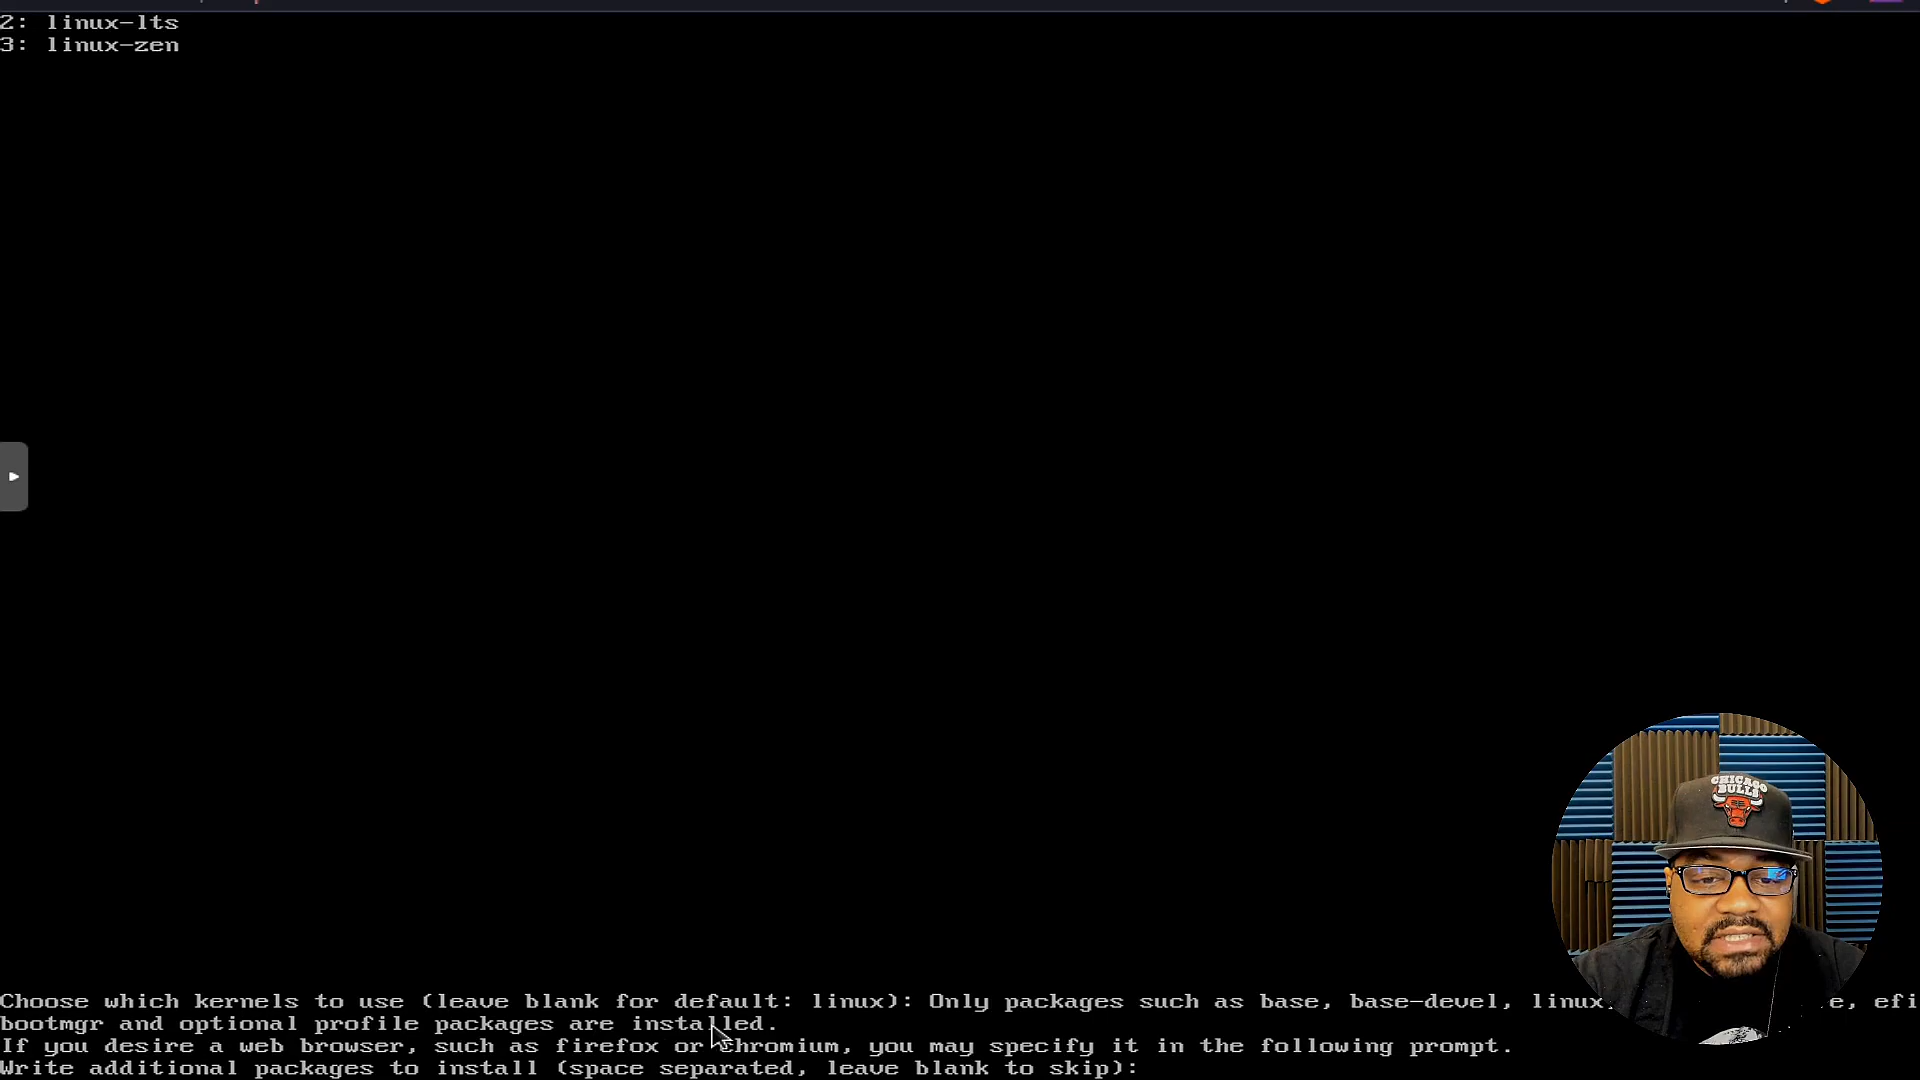 2: linux-lts
3: linux-zen
CHICAGO
BULLS
Choose which kernels to use (leave blank for default: linux): Only packages such as base, base-devel, linux, e, efi
bootmgr and optional profile packages are installed.
If you desire a web browser, such as firefox or chromium, you may specify it in the following prompt.
Write additional packages to install (space separated, leave blank to skip):